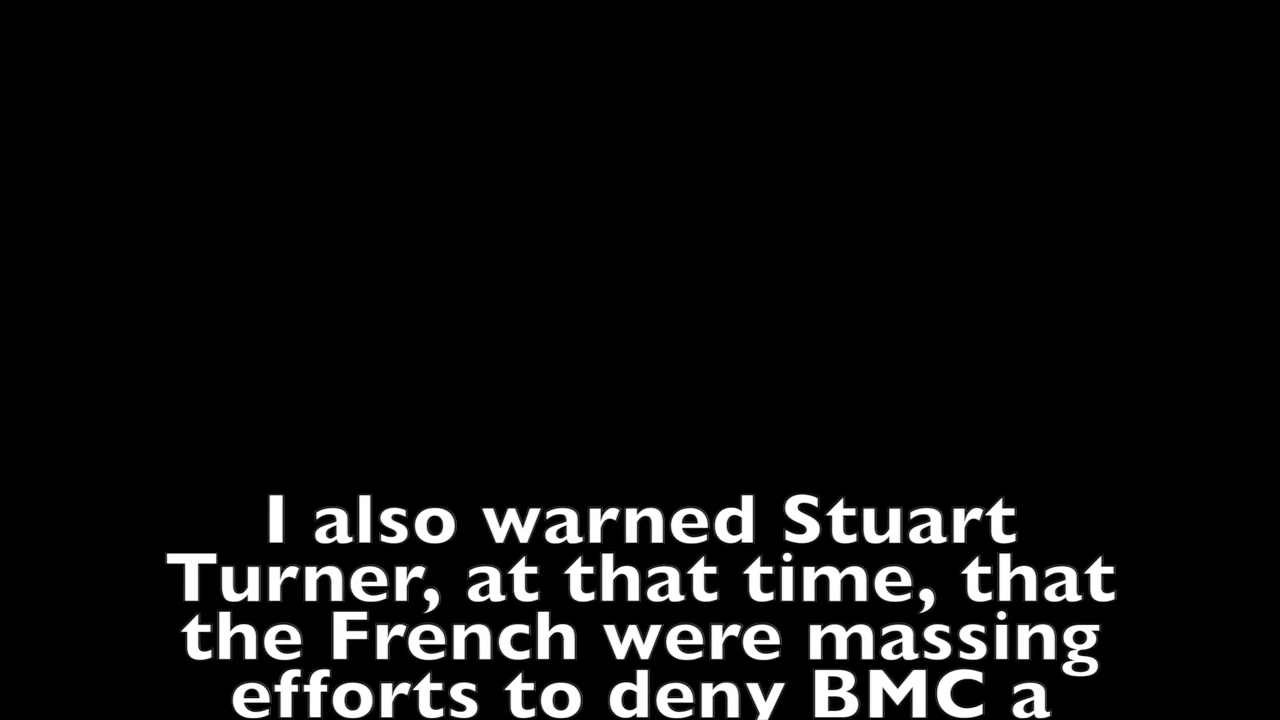 I also warned Stuart
Turner, at that time, that
the French were massing
efforts to deny BMC a